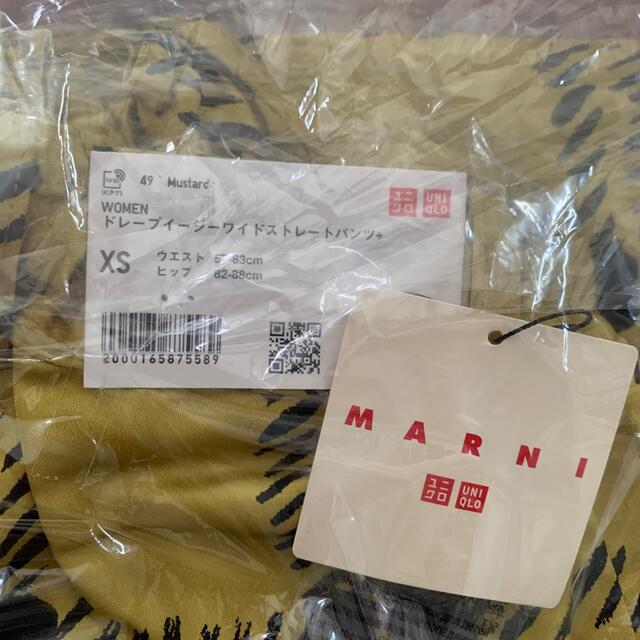 49 Mustard
WOMEN
ドレープイージーワイドストレートパンツ+
XS
ウエスト 57-63cm
ヒップ 82-88cm
2000165875589
ユニクロ
UNIQLO
MARNI
ユニクロ
UNIQLO